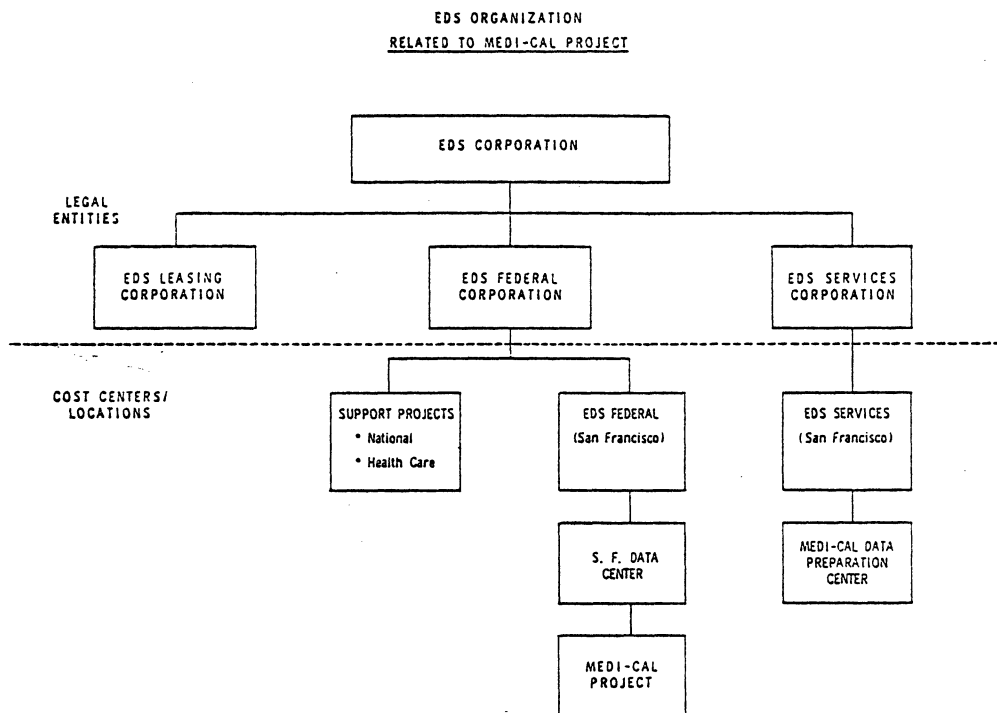 EDS ORGANIZATION
RELATED TO MEDI-CAL PROJECT
EDS CORPORATION
LEGAL
ENTITIES
EDS LEASING
CORPORATION
EDS FEDERAL
CORPORATION
EDS SERVICES
CORPORATION
COST CENTERS/
LOCATIONS
SUPPORT PROJECTS
* National
* Health Care
EDS FEDERAL
(San Francisco)
EDS SERVICES
(San Francisco)
S. F. DATA
CENTER
MEDI-CAL DATA
PREPARATION
CENTER
MEDI-CAL
PROJECT